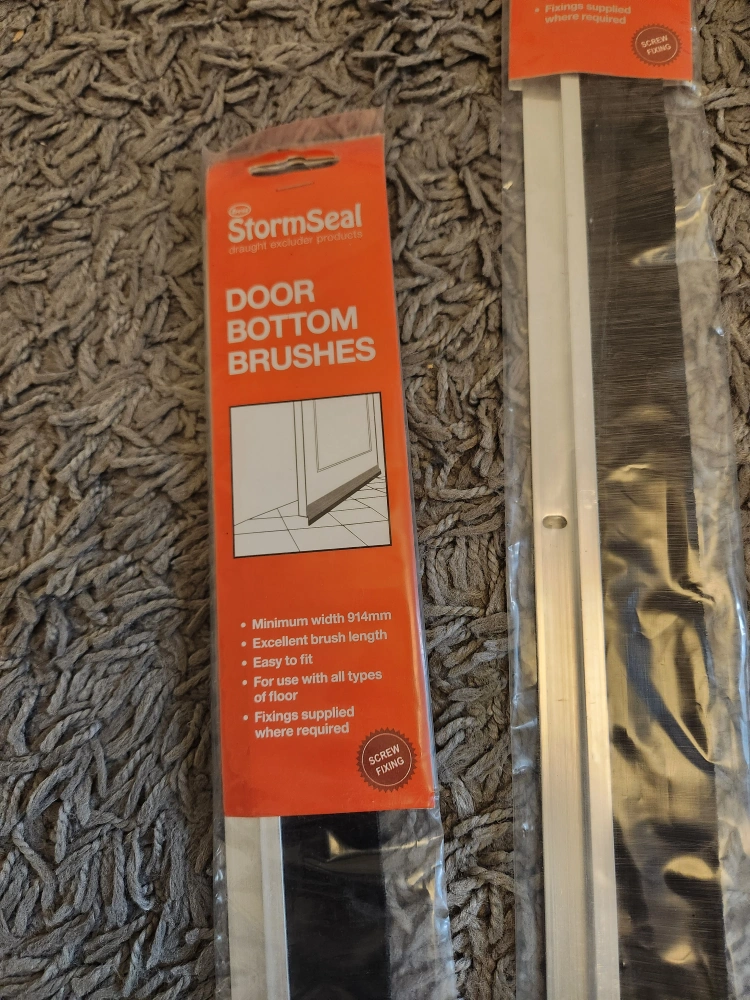 StormSeal
draught excluder products
DOOR
BOTTOM
BRUSHES
• Minimum width 914mm
• Excellent brush length
• Easy to fit
• For use with all types
of floor
• Fixings supplied
where required
SCREW
FIXING
• Fixings supplied
where required
SCREW
FIXING